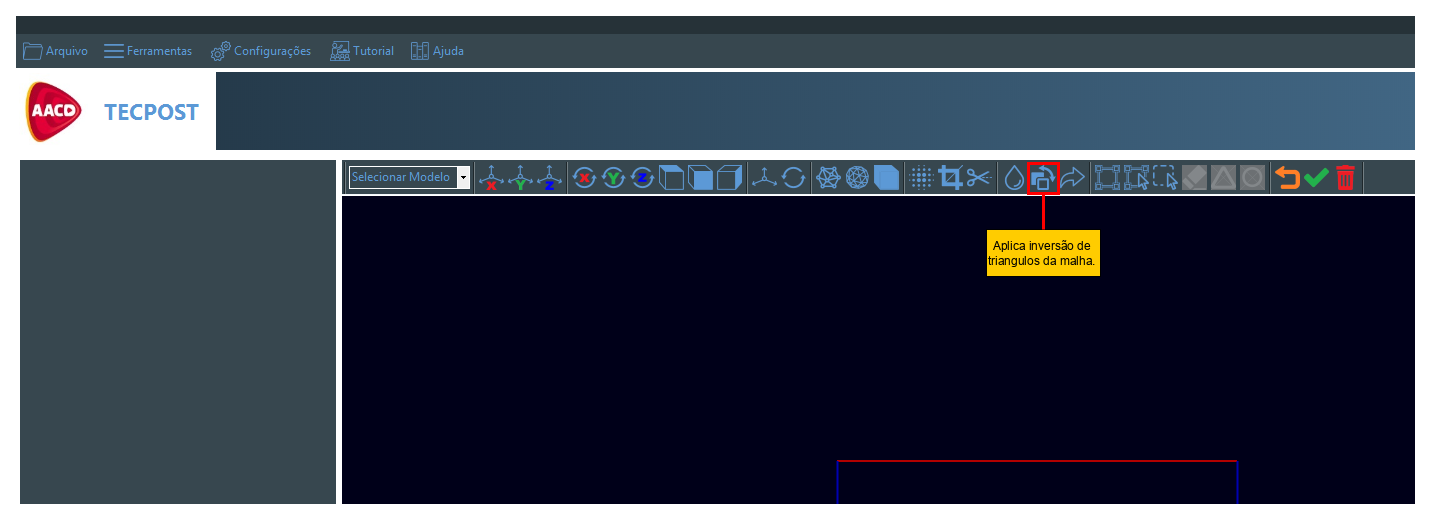 Arquivo Ferramentas Configurações Tutorial Ajuda
AACD TECPOST
Selecionar Modelo X Y Z X Y Z
Aplica inversão de
triangulos da malha.